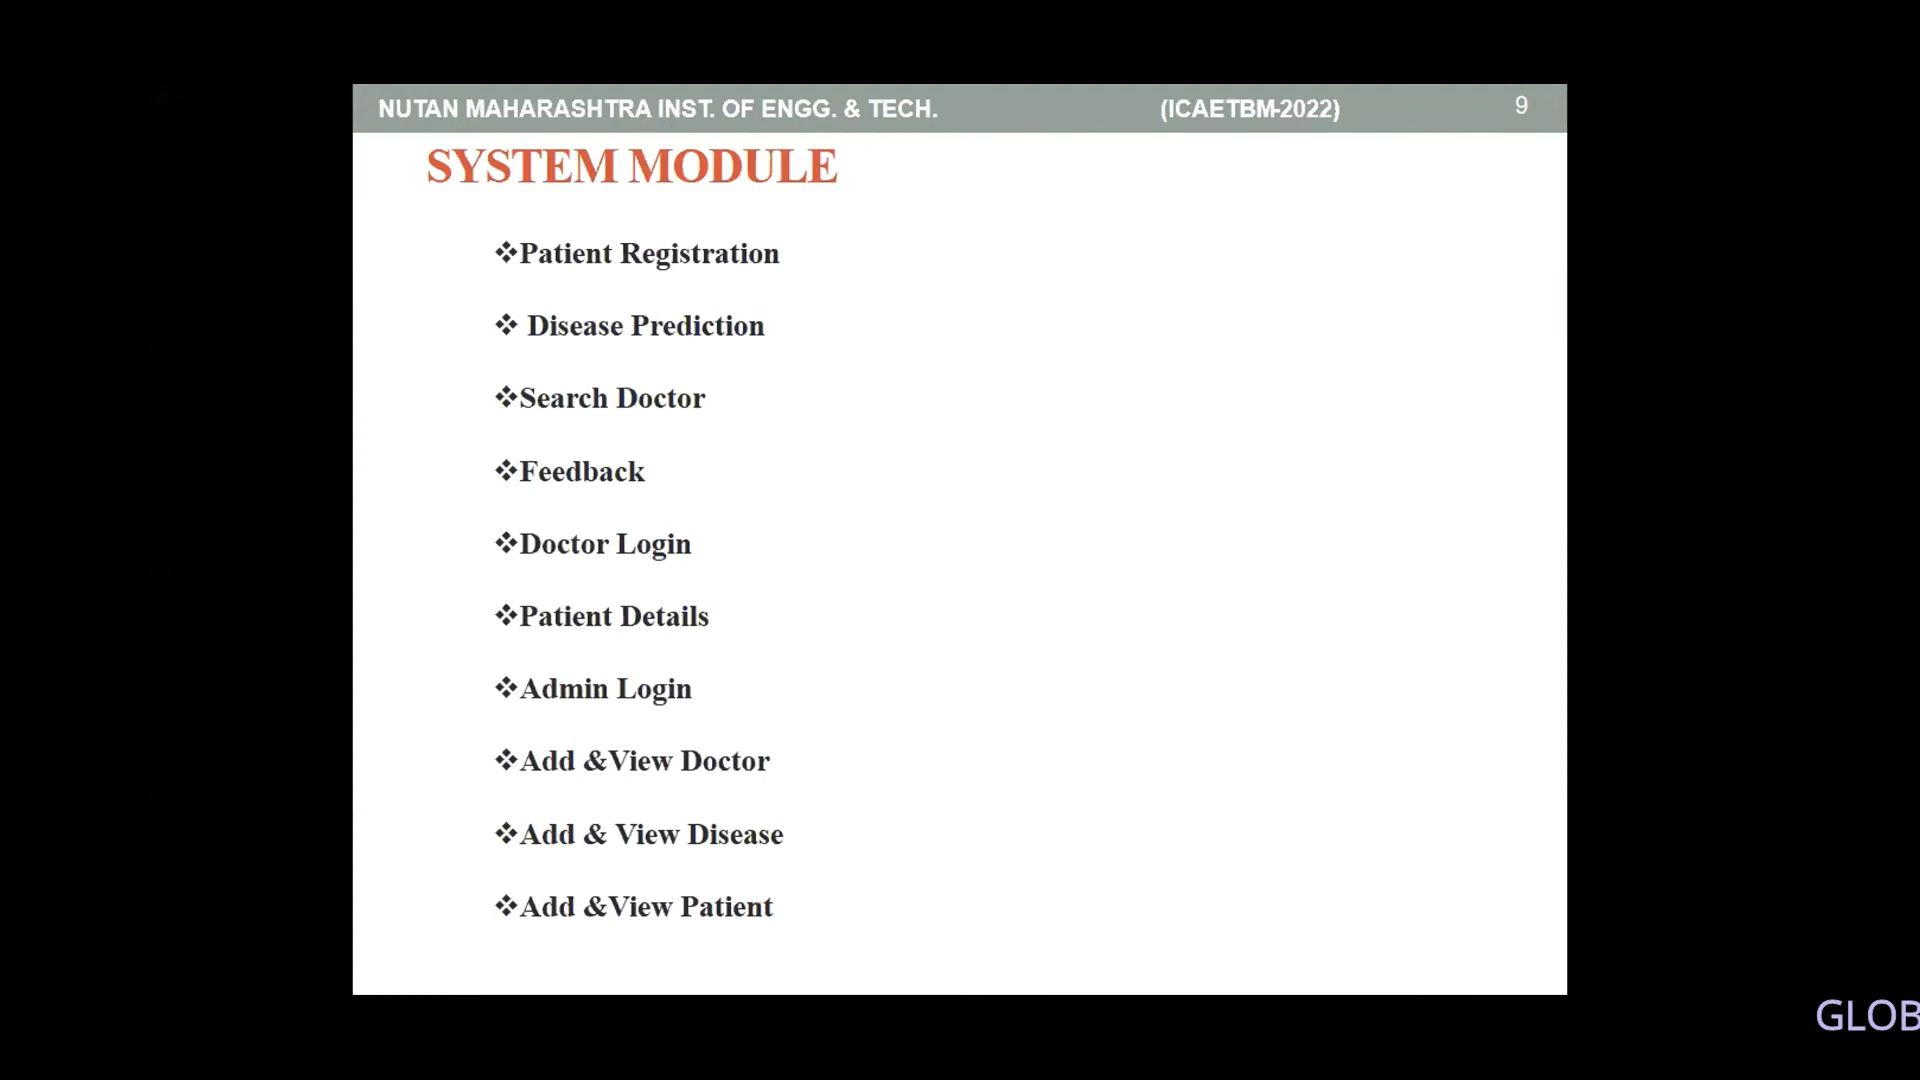 NUTAN MAHARASHTRA INST. OF ENGG. & TECH. (ICAETBM-2022) 9
SYSTEM MODULE
❖Patient Registration
❖ Disease Prediction
❖Search Doctor
❖Feedback
❖Doctor Login
❖Patient Details
❖Admin Login
❖Add &View Doctor
❖Add & View Disease
❖Add &View Patient
GLOB